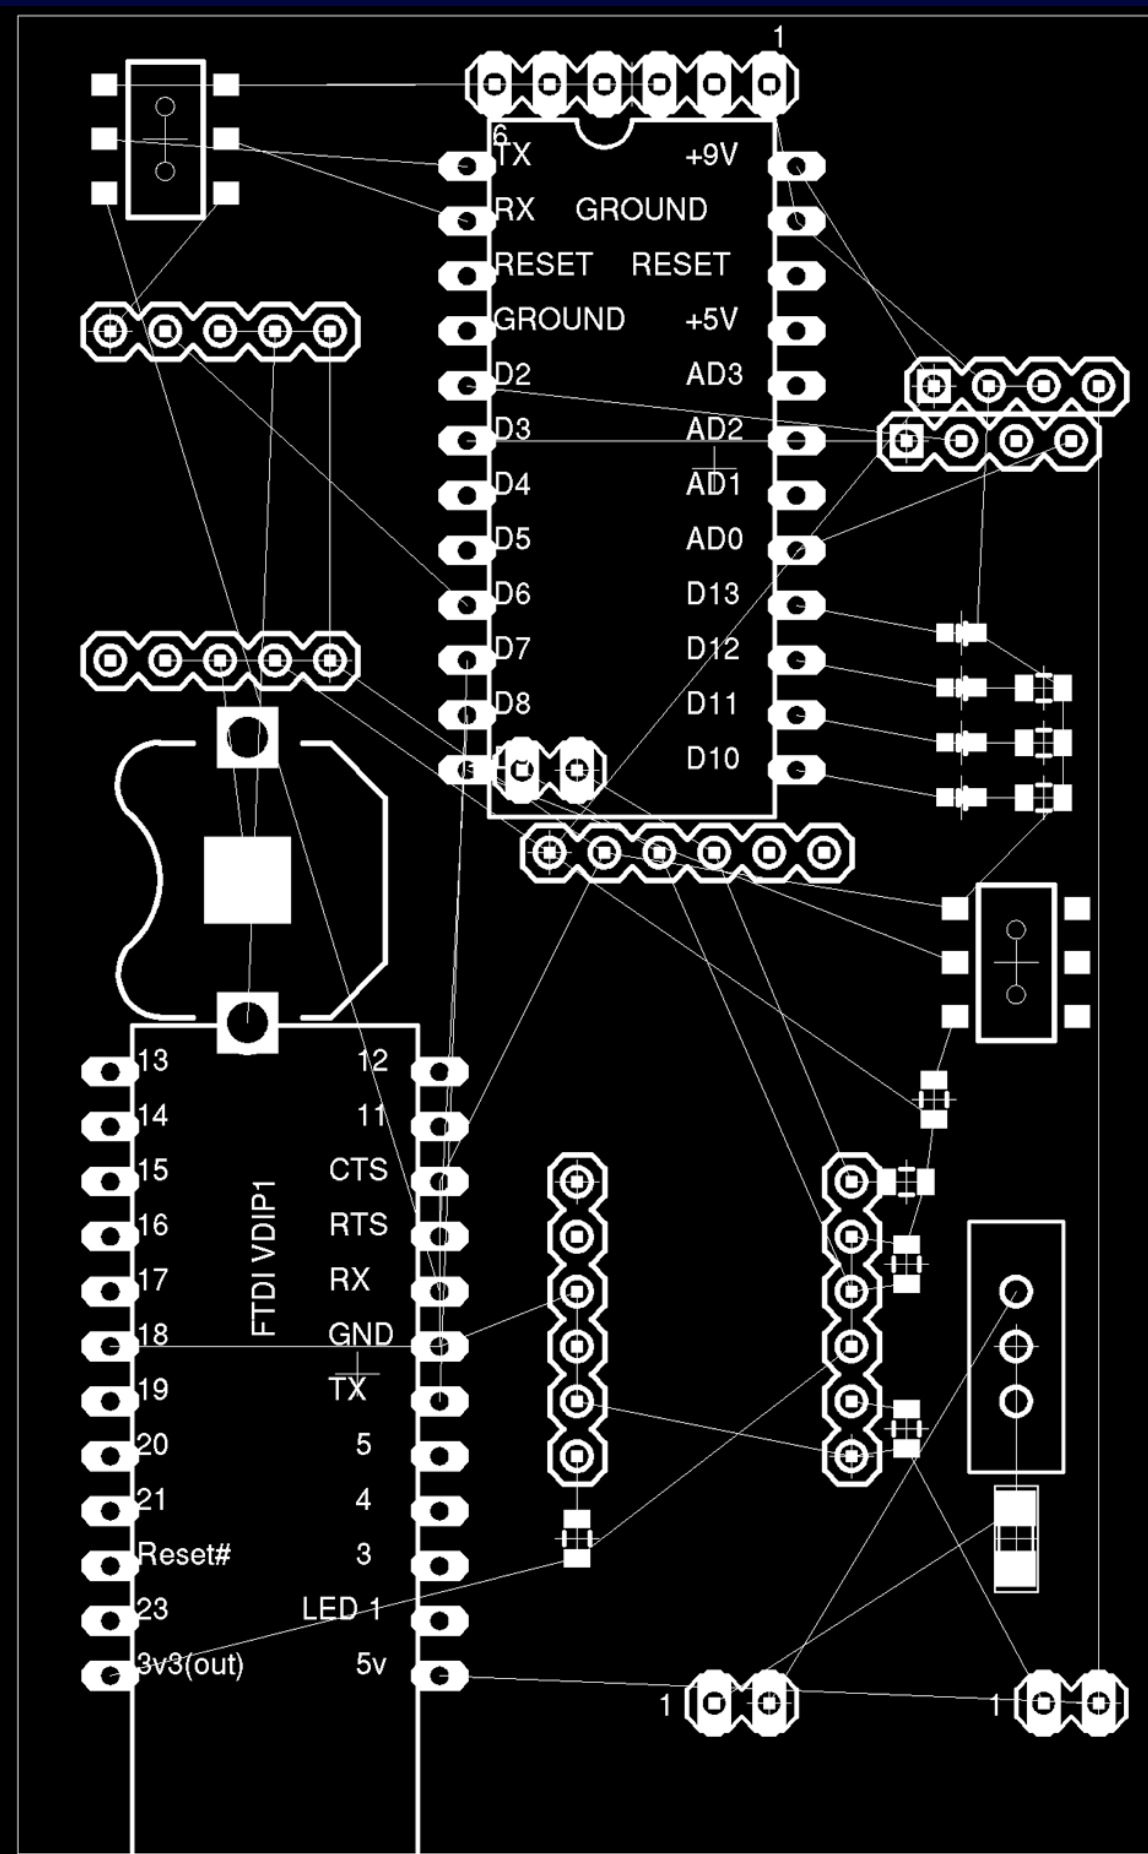 1
6
TX +9V
RX GROUND
RESET RESET
GROUND +5V
D2 AD3
D3 AD2
D4 AD1
D5 AD0
D6 D13
D7 D12
D8 D11
D10
13 12
14 11
15 CTS
16 RTS
17 RX
18 GND
19 TX
20 5
21 4
Reset# 3
23 LED 1
3v3(out) 5v
FTDI VDIP1
1 1